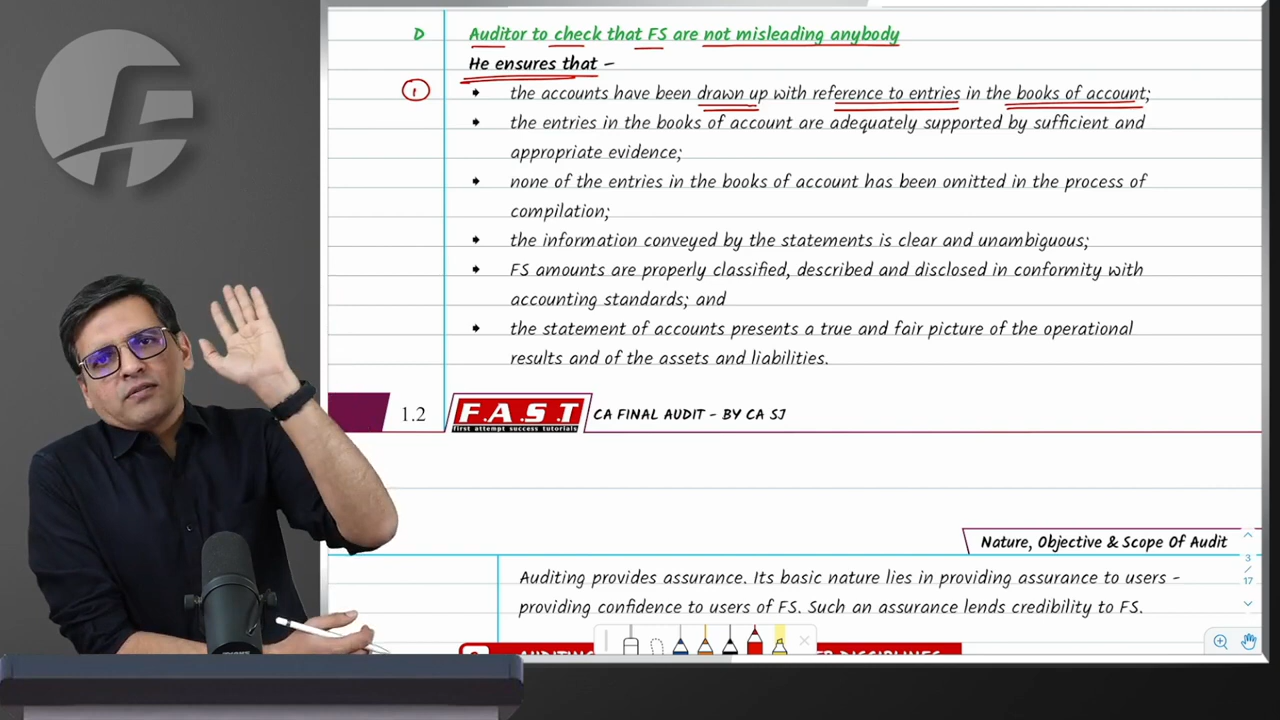 D Auditor to check that FS are not misleading anybody
He ensures that –
1 the accounts have been drawn up with reference to entries in the books of account;
the entries in the books of account are adequately supported by sufficient and
appropriate evidence;
none of the entries in the books of account has been omitted in the process of
compilation;
the information conveyed by the statements is clear and unambiguous;
FS amounts are properly classified, described and disclosed in conformity with
accounting standards; and
the statement of accounts presents a true and fair picture of the operational
results and of the assets and liabilities.
1.2 F.A.S.T CA FINAL AUDIT - BY CA SJ
first attempt success tutorials
Nature, Objective & Scope Of Audit
3
/
17
Auditing provides assurance. Its basic nature lies in providing assurance to users -
providing confidence to users of FS. Such an assurance lends credibility to FS.